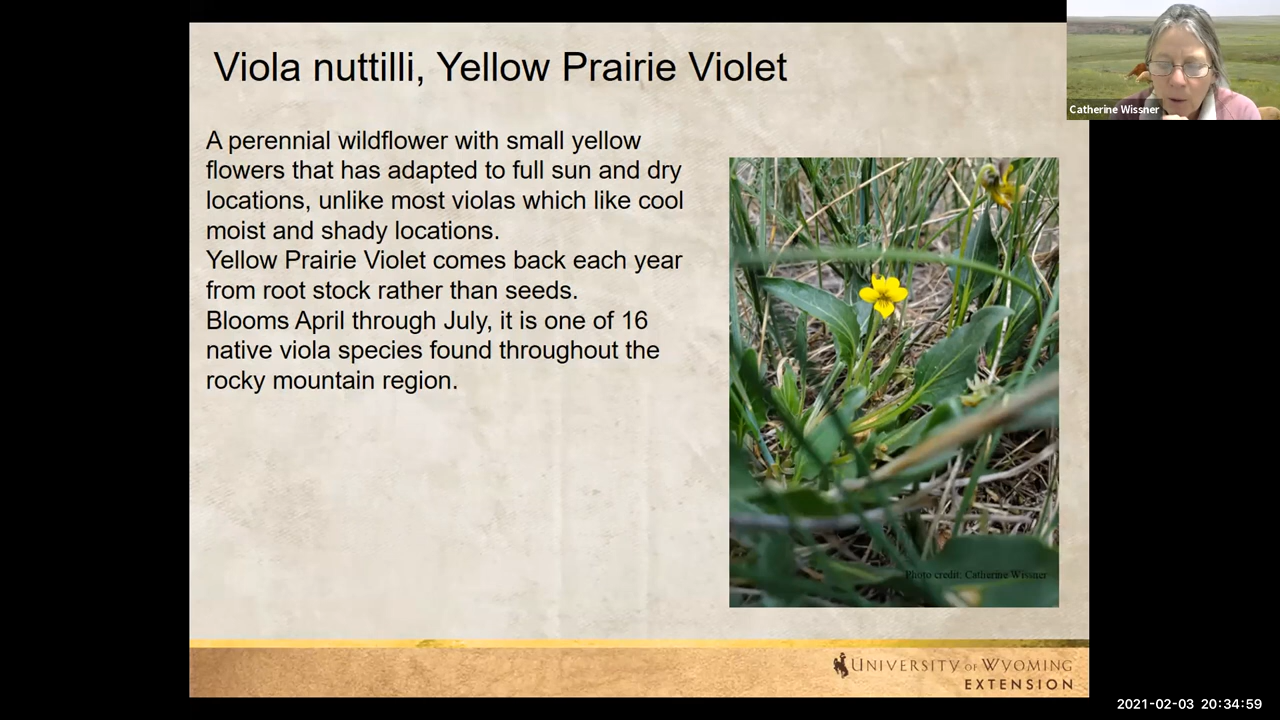 Viola nuttilli, Yellow Prairie Violet
Catherine Wissner
A perennial wildflower with small yellow
flowers that has adapted to full sun and dry
locations, unlike most violas which like cool
moist and shady locations.
Yellow Prairie Violet comes back each year
from root stock rather than seeds.
Blooms April through July, it is one of 16
native viola species found throughout the
rocky mountain region.
Photo credit: Catherine Wissner
UNIVERSITY OF WYOMING
EXTENSION
2021-02-03 20:34:59